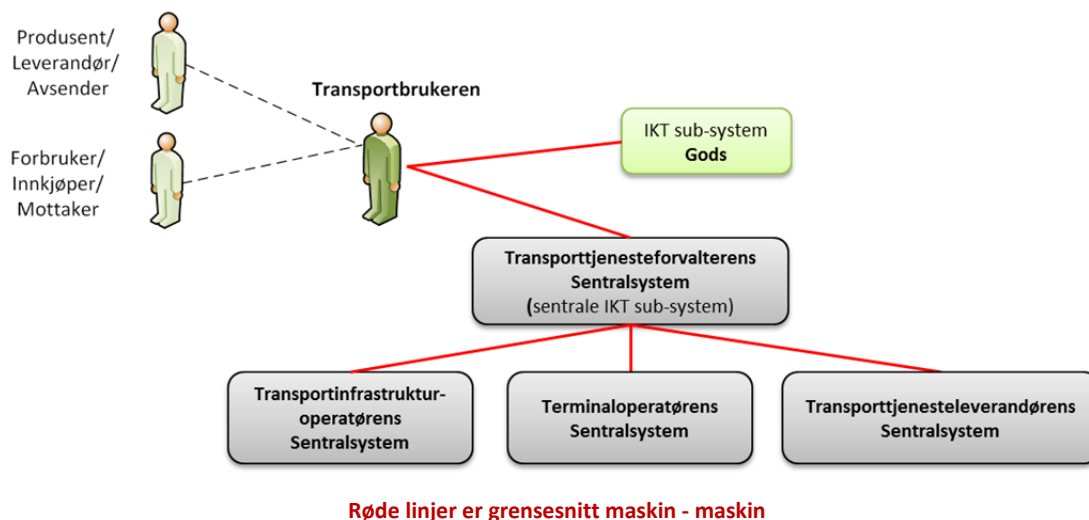 Produsent/
Leverandør/
Avsender
Transportbrukeren
Forbruker/
Innkjøper/
Mottaker
IKT sub-system
Gods
Transporttjenesteforvalterens
Sentralsystem
(sentrale IKT sub-system)
Transportinfrastruktur-
operatørens
Sentralsystem
Terminaloperatørens
Sentralsystem
Transporttjenesteleverandørens
Sentralsystem
Røde linjer er grensesnitt maskin - maskin